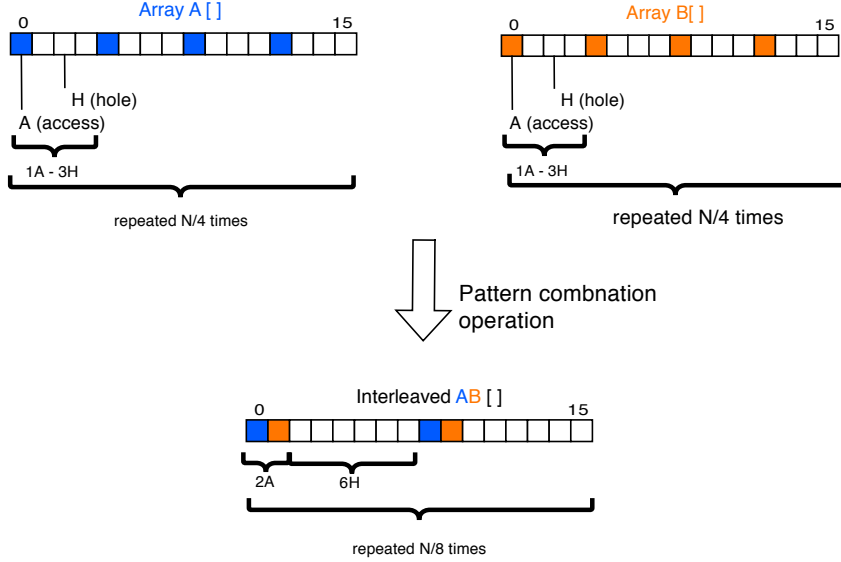 Array A [ ]
0
15
H (hole)
A (access)
1A - 3H
repeated N/4 times
Array B[ ]
0
15
H (hole)
A (access)
1A - 3H
repeated N/4 times
Pattern combnation
operation
Interleaved AB [ ]
0
15
2A
6H
repeated N/8 times